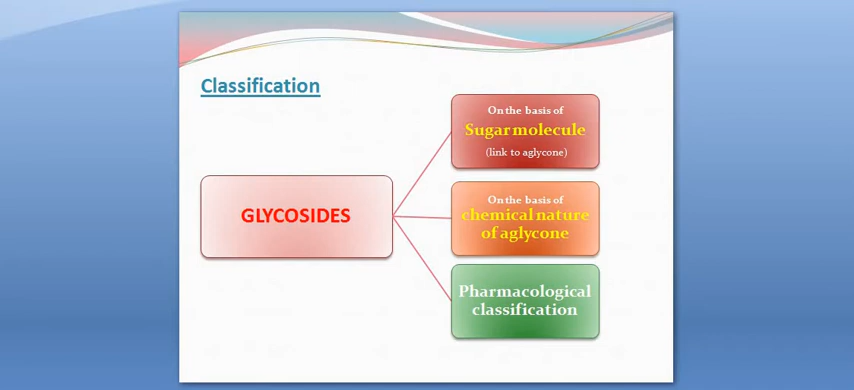 Classification
GLYCOSIDES
On the basis of
Sugar molecule
(link to aglycone)
On the basis of
chemical nature
of aglycone
Pharmacological
classification